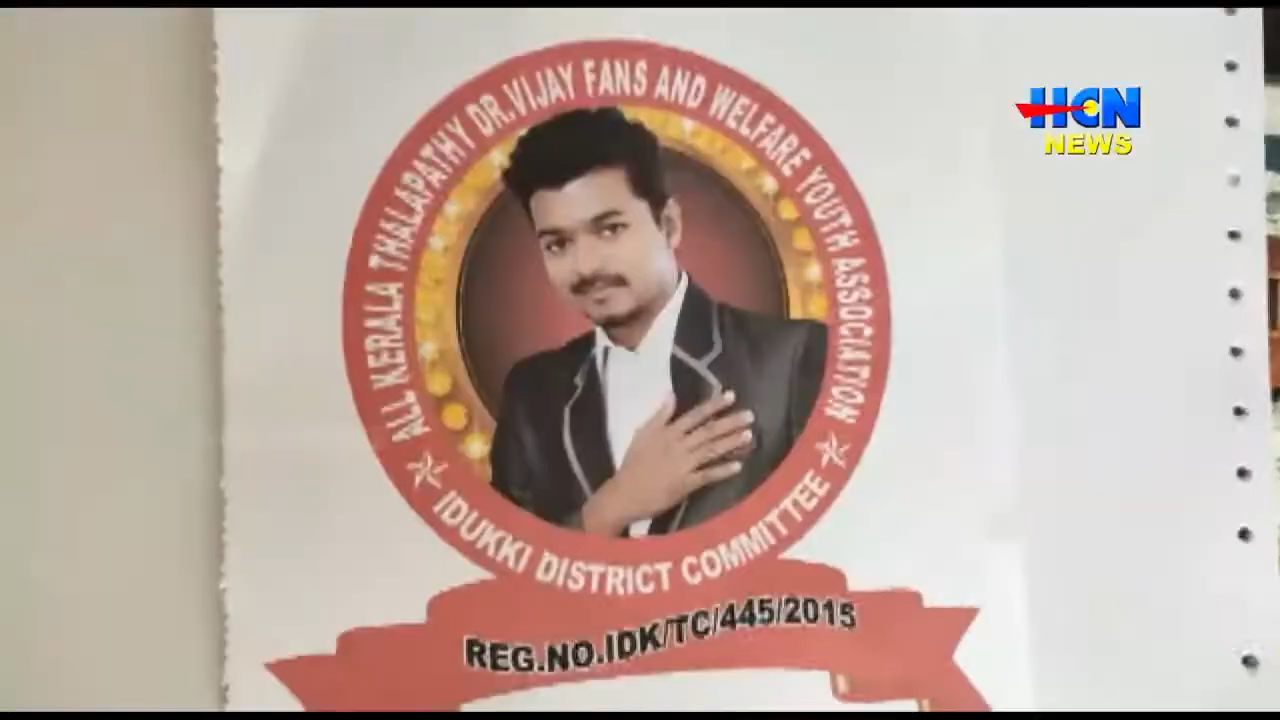 ALL KERALA THALAPATHY DR.VIJAY FANS AND WELFARE YOUTH ASSOCIATION
IDUKKI DISTRICT COMMITTEE
REG.NO.IDK/TC/445/2015
HCN
NEWS